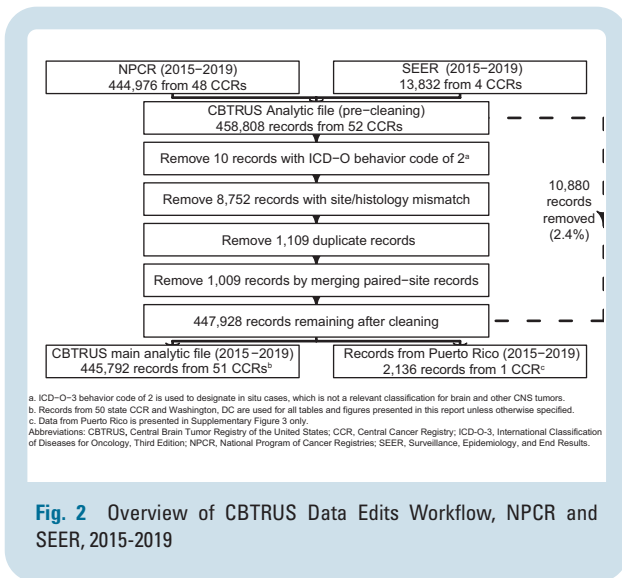 NPCR (2015−2019)
444,976 from 48 CCRs
SEER (2015−2019)
13,832 from 4 CCRs
CBTRUS Analytic file (pre−cleaning)
458,808 records from 52 CCRs
Remove 10 records with ICD−O behavior code of 2a
Remove 8,752 records with site/histology mismatch
10,880
records
removed
(2.4%)
Remove 1,109 duplicate records
Remove 1,009 records by merging paired−site records
447,928 records remaining after cleaning
CBTRUS main analytic file (2015−2019)
445,792 records from 51 CCRsb
Records from Puerto Rico (2015−2019)
2,136 records from 1 CCRc
a. ICD−O−3 behavior code of 2 is used to designate in situ cases, which is not a relevant classification for brain and other CNS tumors.
b. Records from 50 state CCR and Washington, DC are used for all tables and figures presented in this report unless otherwise specified.
c. Data from Puerto Rico is presented in Supplementary Figure 3 only.
Abbreviations: CBTRUS, Central Brain Tumor Registry of the United States; CCR, Central Cancer Registry; ICD-O-3, International Classification
of Diseases for Oncology, Third Edition; NPCR, National Program of Cancer Registries; SEER, Surveillance, Epidemiology, and End Results.
Fig. 2 Overview of CBTRUS Data Edits Workflow, NPCR and
SEER, 2015-2019